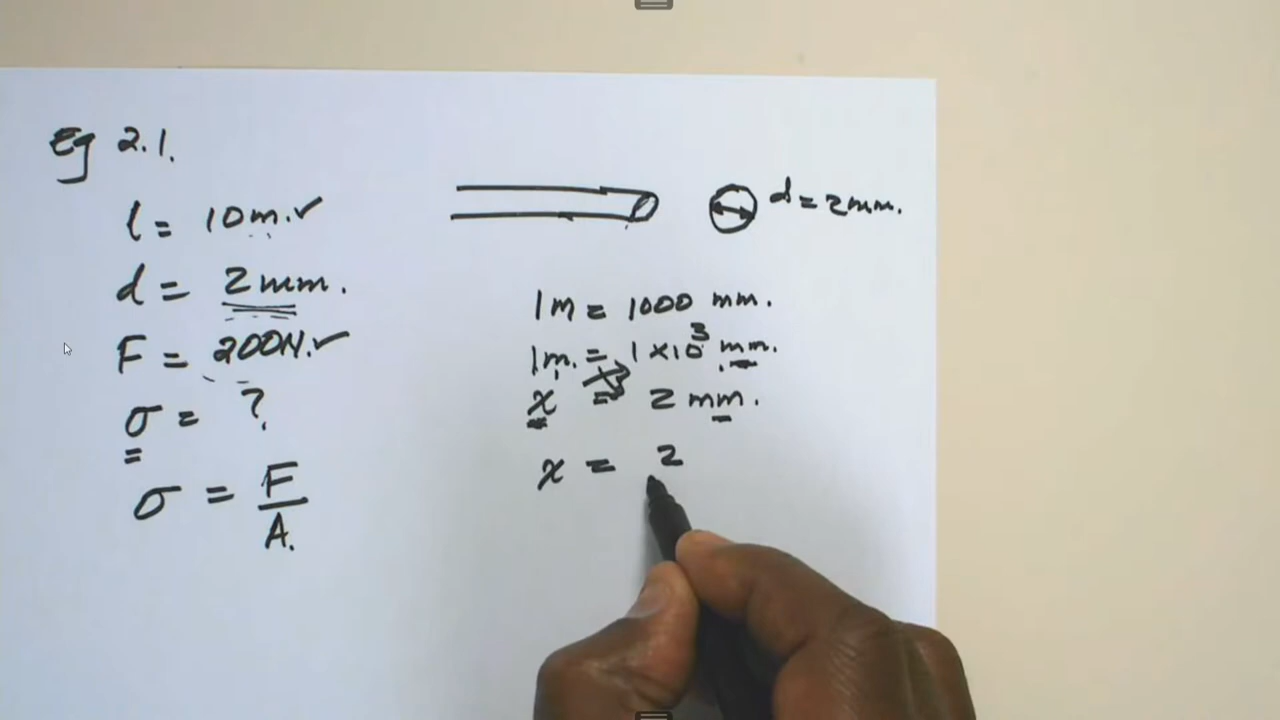 Eg 2.1.
l = 10m.✓
d = 2mm.
F = 200N.✓
σ = ?
σ = F/A.
d = 2mm.
1m = 1000 mm.
1m. = 1×10³ mm.
x = 2 mm.
x = 2